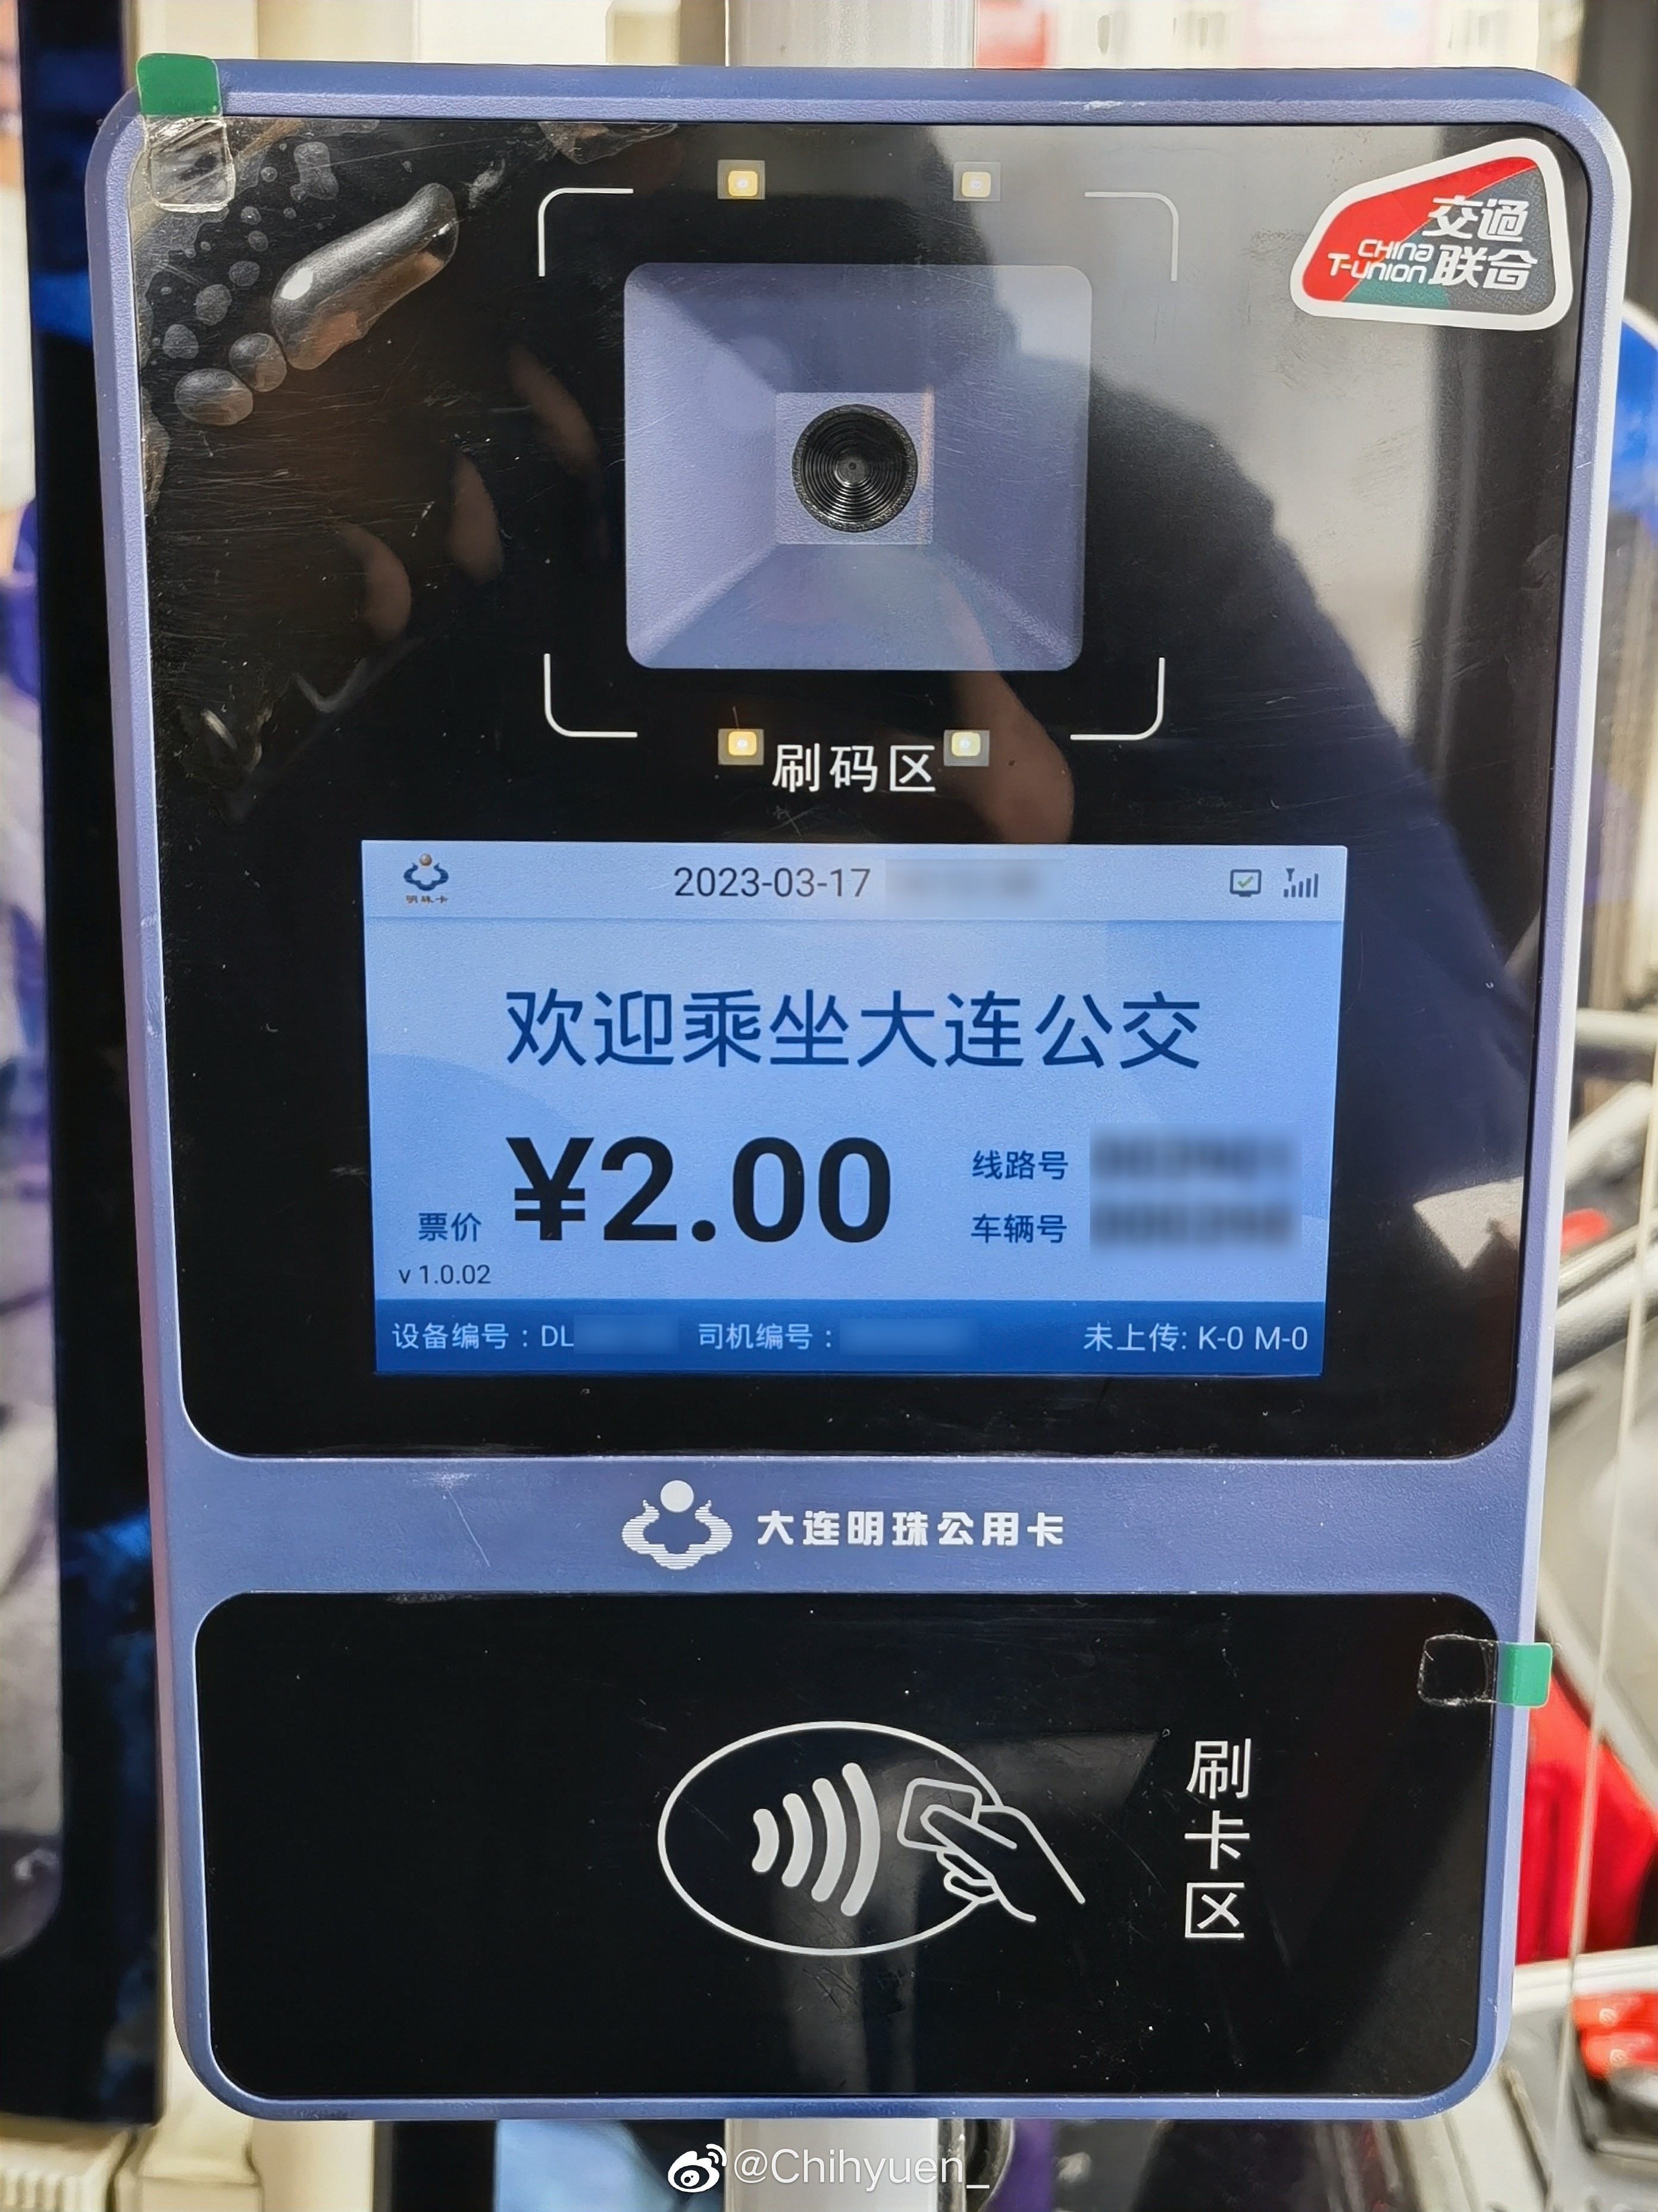 交通
CHINA
T-UNION 联合
刷码区
明珠卡
2023-03-17
欢迎乘坐大连公交
票价 ¥2.00
线路号
车辆号
v 1.0.02
设备编号：DL 司机编号： 未上传: K-0 M-0
大连明珠公用卡
刷卡区
@Chihyuen_